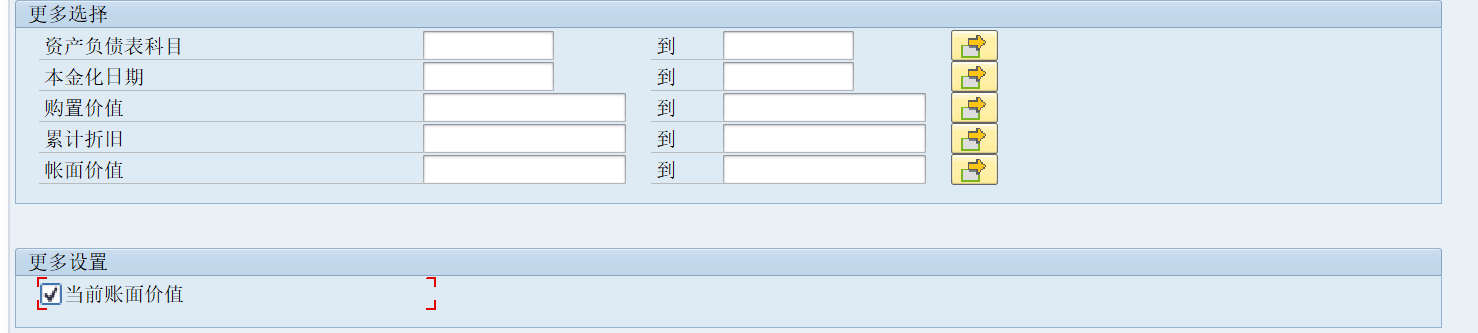 更多选择
资产负债表科目 到
本金化日期 到
购置价值 到
累计折旧 到
帐面价值 到
更多设置
当前账面价值